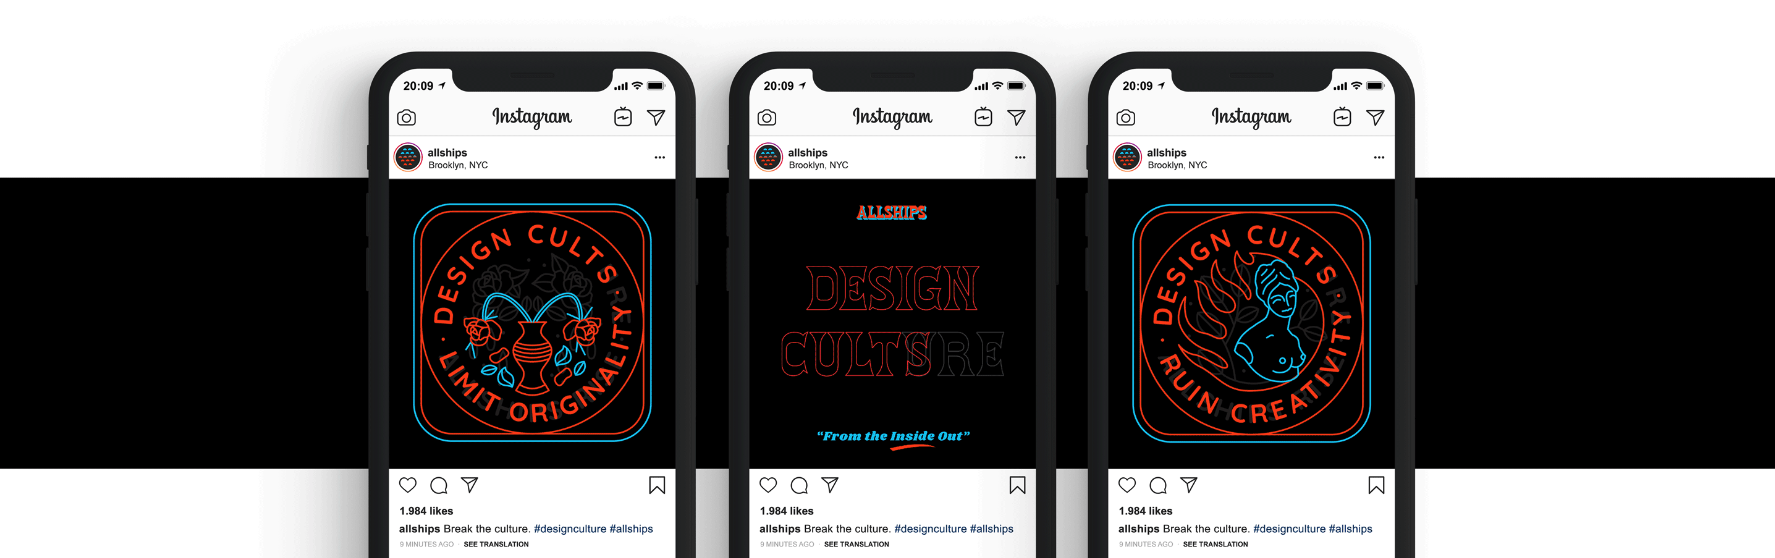 20:09
Instagram
allships
Brooklyn, NYC
DESIGN CULTS · LIMIT ORIGINALITY ·
1.984 likes
allships Break the culture. #designculture #allships
9 MINUTES AGO · SEE TRANSLATION
20:09
Instagram
allships
Brooklyn, NYC
ALLSHIPS
DESIGN
CULTS
RE
“From the Inside Out”
1.984 likes
allships Break the culture. #designculture #allships
9 MINUTES AGO · SEE TRANSLATION
20:09
Instagram
allships
Brooklyn, NYC
DESIGN CULTS · RUIN CREATIVITY ·
1.984 likes
allships Break the culture. #designculture #allships
9 MINUTES AGO · SEE TRANSLATION